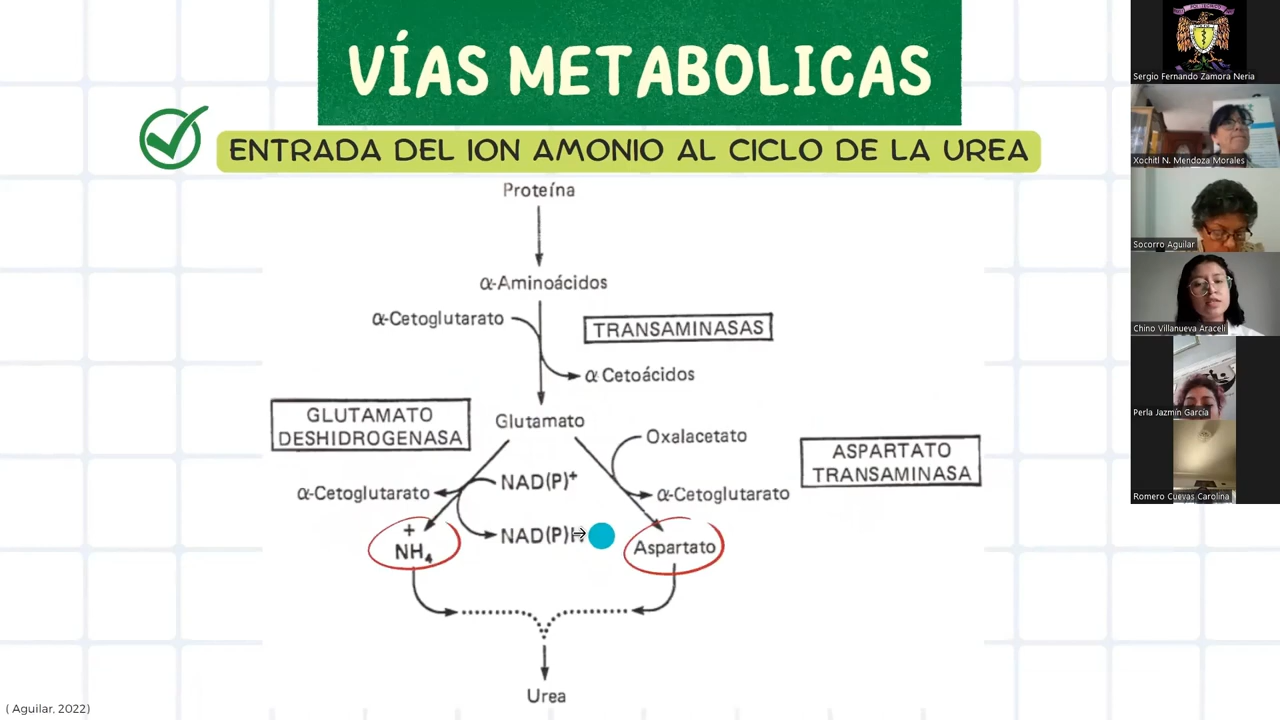 VÍAS METABOLICAS
ENTRADA DEL ION AMONIO AL CICLO DE LA UREA
Proteína
α-Aminoácidos
α-Cetoglutarato
TRANSAMINASAS
α Cetoácidos
GLUTAMATO
DESHIDROGENASA
Glutamato
Oxalacetato
ASPARTATO
TRANSAMINASA
α-Cetoglutarato
NAD(P)⁺
α-Cetoglutarato
+
NH₄
NAD(P)H
Aspartato
Urea
( Aguilar, 2022)
POLITECNICO
Sergio Fernando Zamora Neria
Xochitl N. Mendoza Morales
Socorro Aguilar
Chino Villanueva Araceli
Perla Jazmín García
Romero Cuevas Carolina